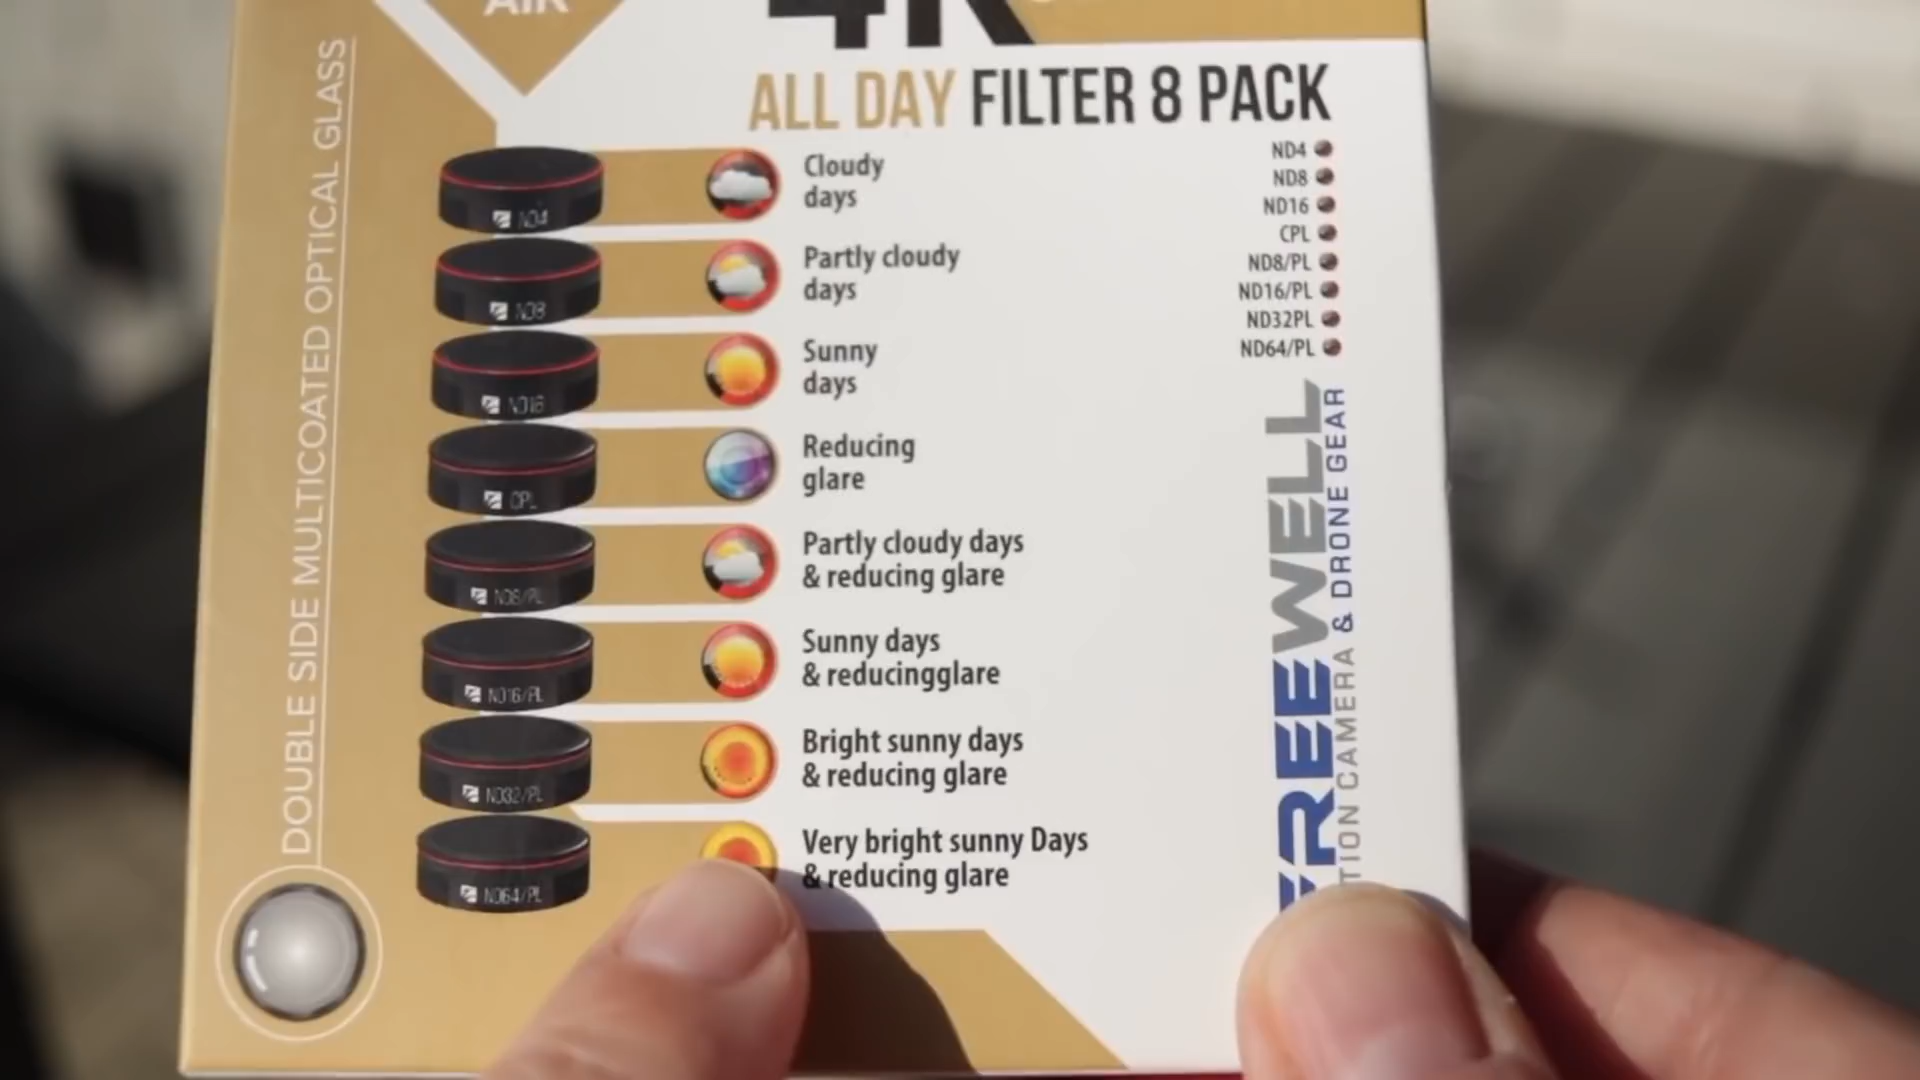 AIR
4K
ALL DAY FILTER 8 PACK
DOUBLE SIDE MULTICOATED OPTICAL GLASS
ND4
Cloudy
days
ND8
Partly cloudy
days
ND16
Sunny
days
CPL
Reducing
glare
ND8/PL
Partly cloudy days
& reducing glare
ND16/PL
Sunny days
& reducingglare
ND32/PL
Bright sunny days
& reducing glare
ND64/PL
Very bright sunny Days
& reducing glare
ND4
ND8
ND16
CPL
ND8/PL
ND16/PL
ND32PL
ND64/PL
FREEWELL
TION CAMERA & DRONE GEAR